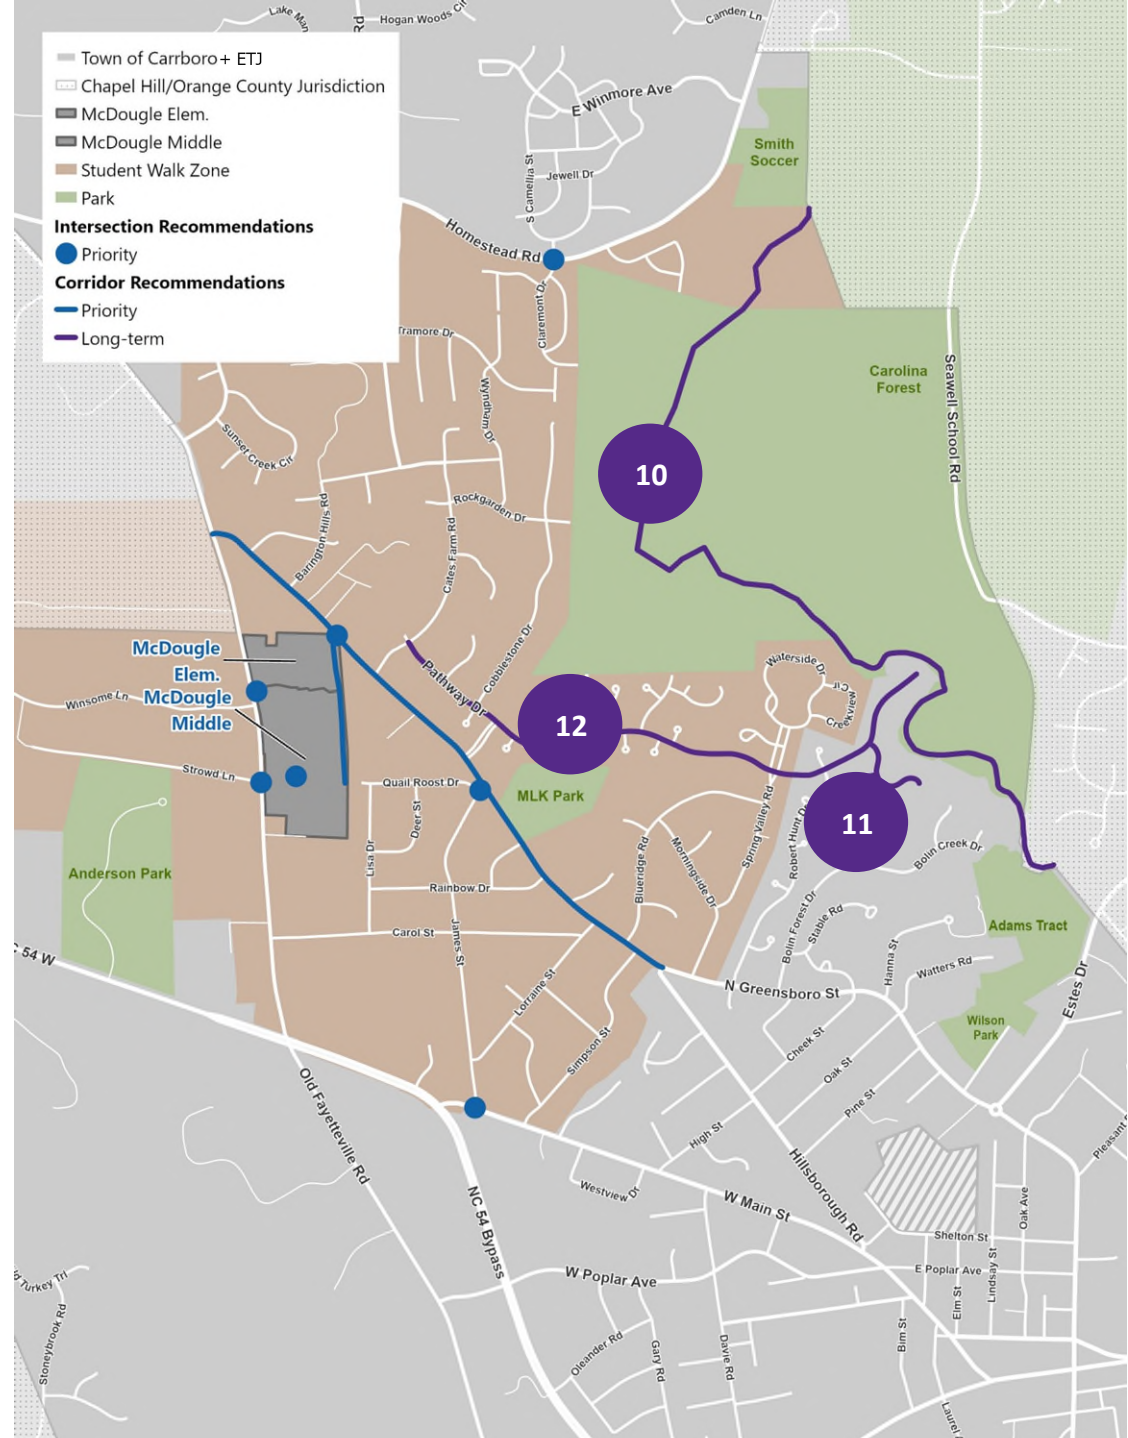 Lake Man
Rd
Hogan Woods Cir
Camden Ln
Town of Carrboro+ ETJ
Chapel Hill/Orange County Jurisdiction
McDougle Elem.
McDougle Middle
Student Walk Zone
Park
Intersection Recommendations
Priority
Corridor Recommendations
Priority
Long-term
E Winmore Ave
Smith
Soccer
S Camellia St
Jewell Dr
Homestead Rd
Claremont Dr
Tramore Dr
Carolina
Forest
Seawell School Rd
Wyndham Dr
Sunset Creek Cir
10
Rockgarden Dr
Barington Hills Rd
Cates Farm Rd
Cobblestone Dr
McDougle
Elem.
McDougle
Middle
Winsome Ln
Pathway Dr
Waterside Dr
Creekview
Cir
12
Strowd Ln
Quail Roost Dr
MLK Park
Deer St
Spring Valley Rd
Robert Hunt Dr
11
Lisa Dr
Blueridge Rd
Morningside Dr
Bolin Creek Dr
Anderson Park
Rainbow Dr
Bolin Forest Dr
Stable Rd
Adams Tract
Carol St
James St
Hanna St
Watters Rd
C 54 W
Lorraine St
N Greensboro St
Estes Dr
Wilson
Park
Simpson St
Cheek St
Oak St
Pine St
Old Fayetteville Rd
High St
Pleasant
Hillsborough Rd
Westview Dr
W Main St
NC 54 Bypass
Oak Ave
Shelton St
W Poplar Ave
E Poplar Ave
Lindsay St
Elm St
d Turkey Trl
Stoneybrook Rd
Oleander Rd
Gary Rd
Davie Rd
Bim St
Laurel